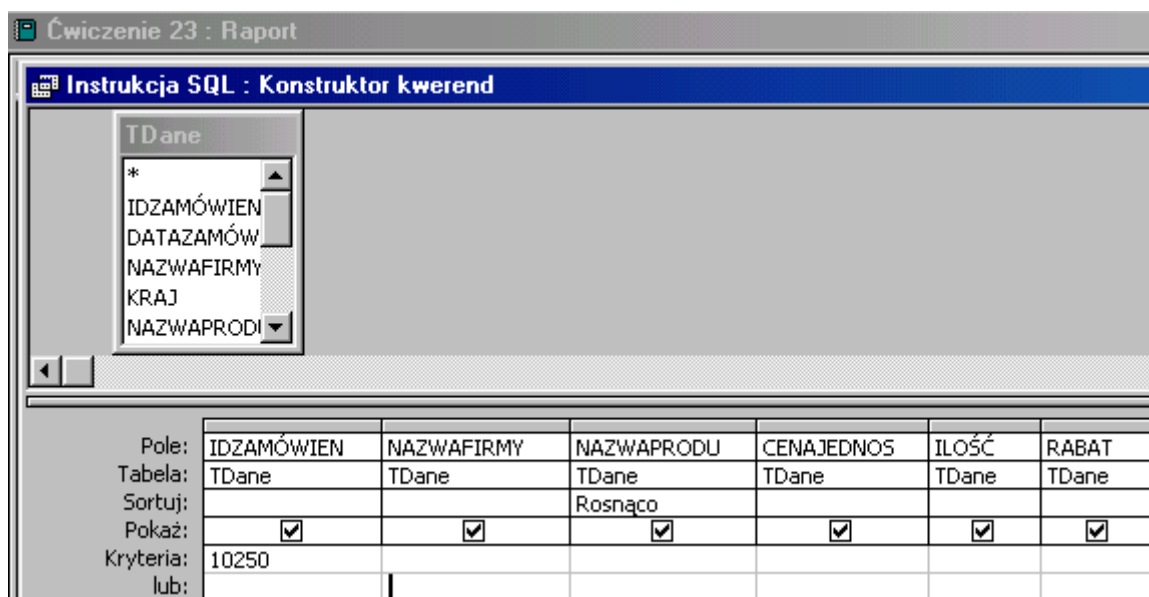 Ćwiczenie 23 : Raport
Instrukcja SQL : Konstruktor kwerend
TDane
*
IDZAMÓWIEN
DATAZAMÓW
NAZWAFIRMY
KRAJ
NAZWAPRODU
Pole: IDZAMÓWIEN NAZWAFIRMY NAZWAPRODU CENAJEDNOS ILOŚĆ RABAT
Tabela: TDane TDane TDane TDane TDane TDane
Sortuj: Rosnąco
Pokaż:
Kryteria: 10250
lub: